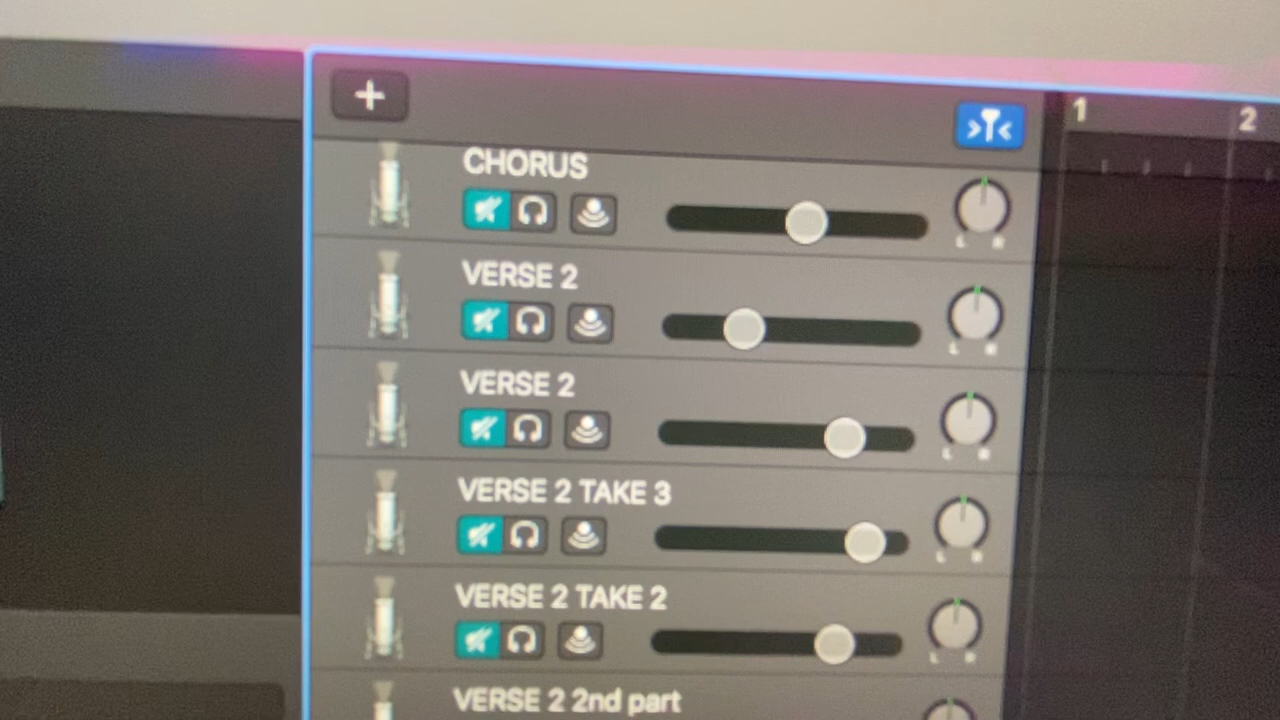 1 2
CHORUS
L R
VERSE 2
L R
VERSE 2
L R
VERSE 2 TAKE 3
L R
VERSE 2 TAKE 2
L R
VERSE 2 2nd part